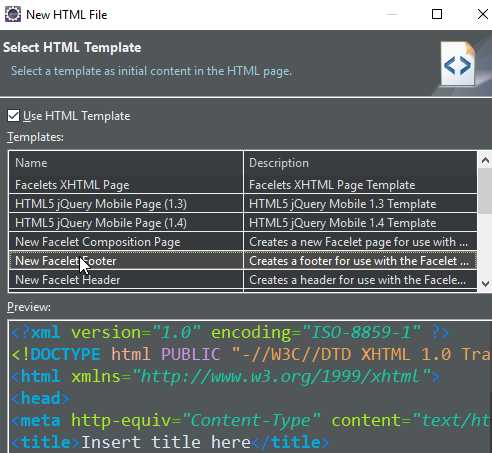 New HTML File
Select HTML Template
Select a template as initial content in the HTML page.
Use HTML Template
Templates:
Name Description
Facelets XHTML Page Facelets XHTML Page Template
HTML5 jQuery Mobile Page (1.3) HTML5 jQuery Mobile 1.3 Template
HTML5 jQuery Mobile Page (1.4) HTML5 jQuery Mobile 1.4 Template
New Facelet Composition Page Creates a new Facelet page for use with ...
New Facelet Footer Creates a footer for use with the Facelet ...
New Facelet Header Creates a header for use with the Facele...
Preview:
<?xml version="1.0" encoding="ISO-8859-1" ?>
<!DOCTYPE html PUBLIC "-//W3C//DTD XHTML 1.0 Tra
<html xmlns="http://www.w3.org/1999/xhtml">
<head>
<meta http-equiv="Content-Type" content="text/ht
<title>Insert title here</title>